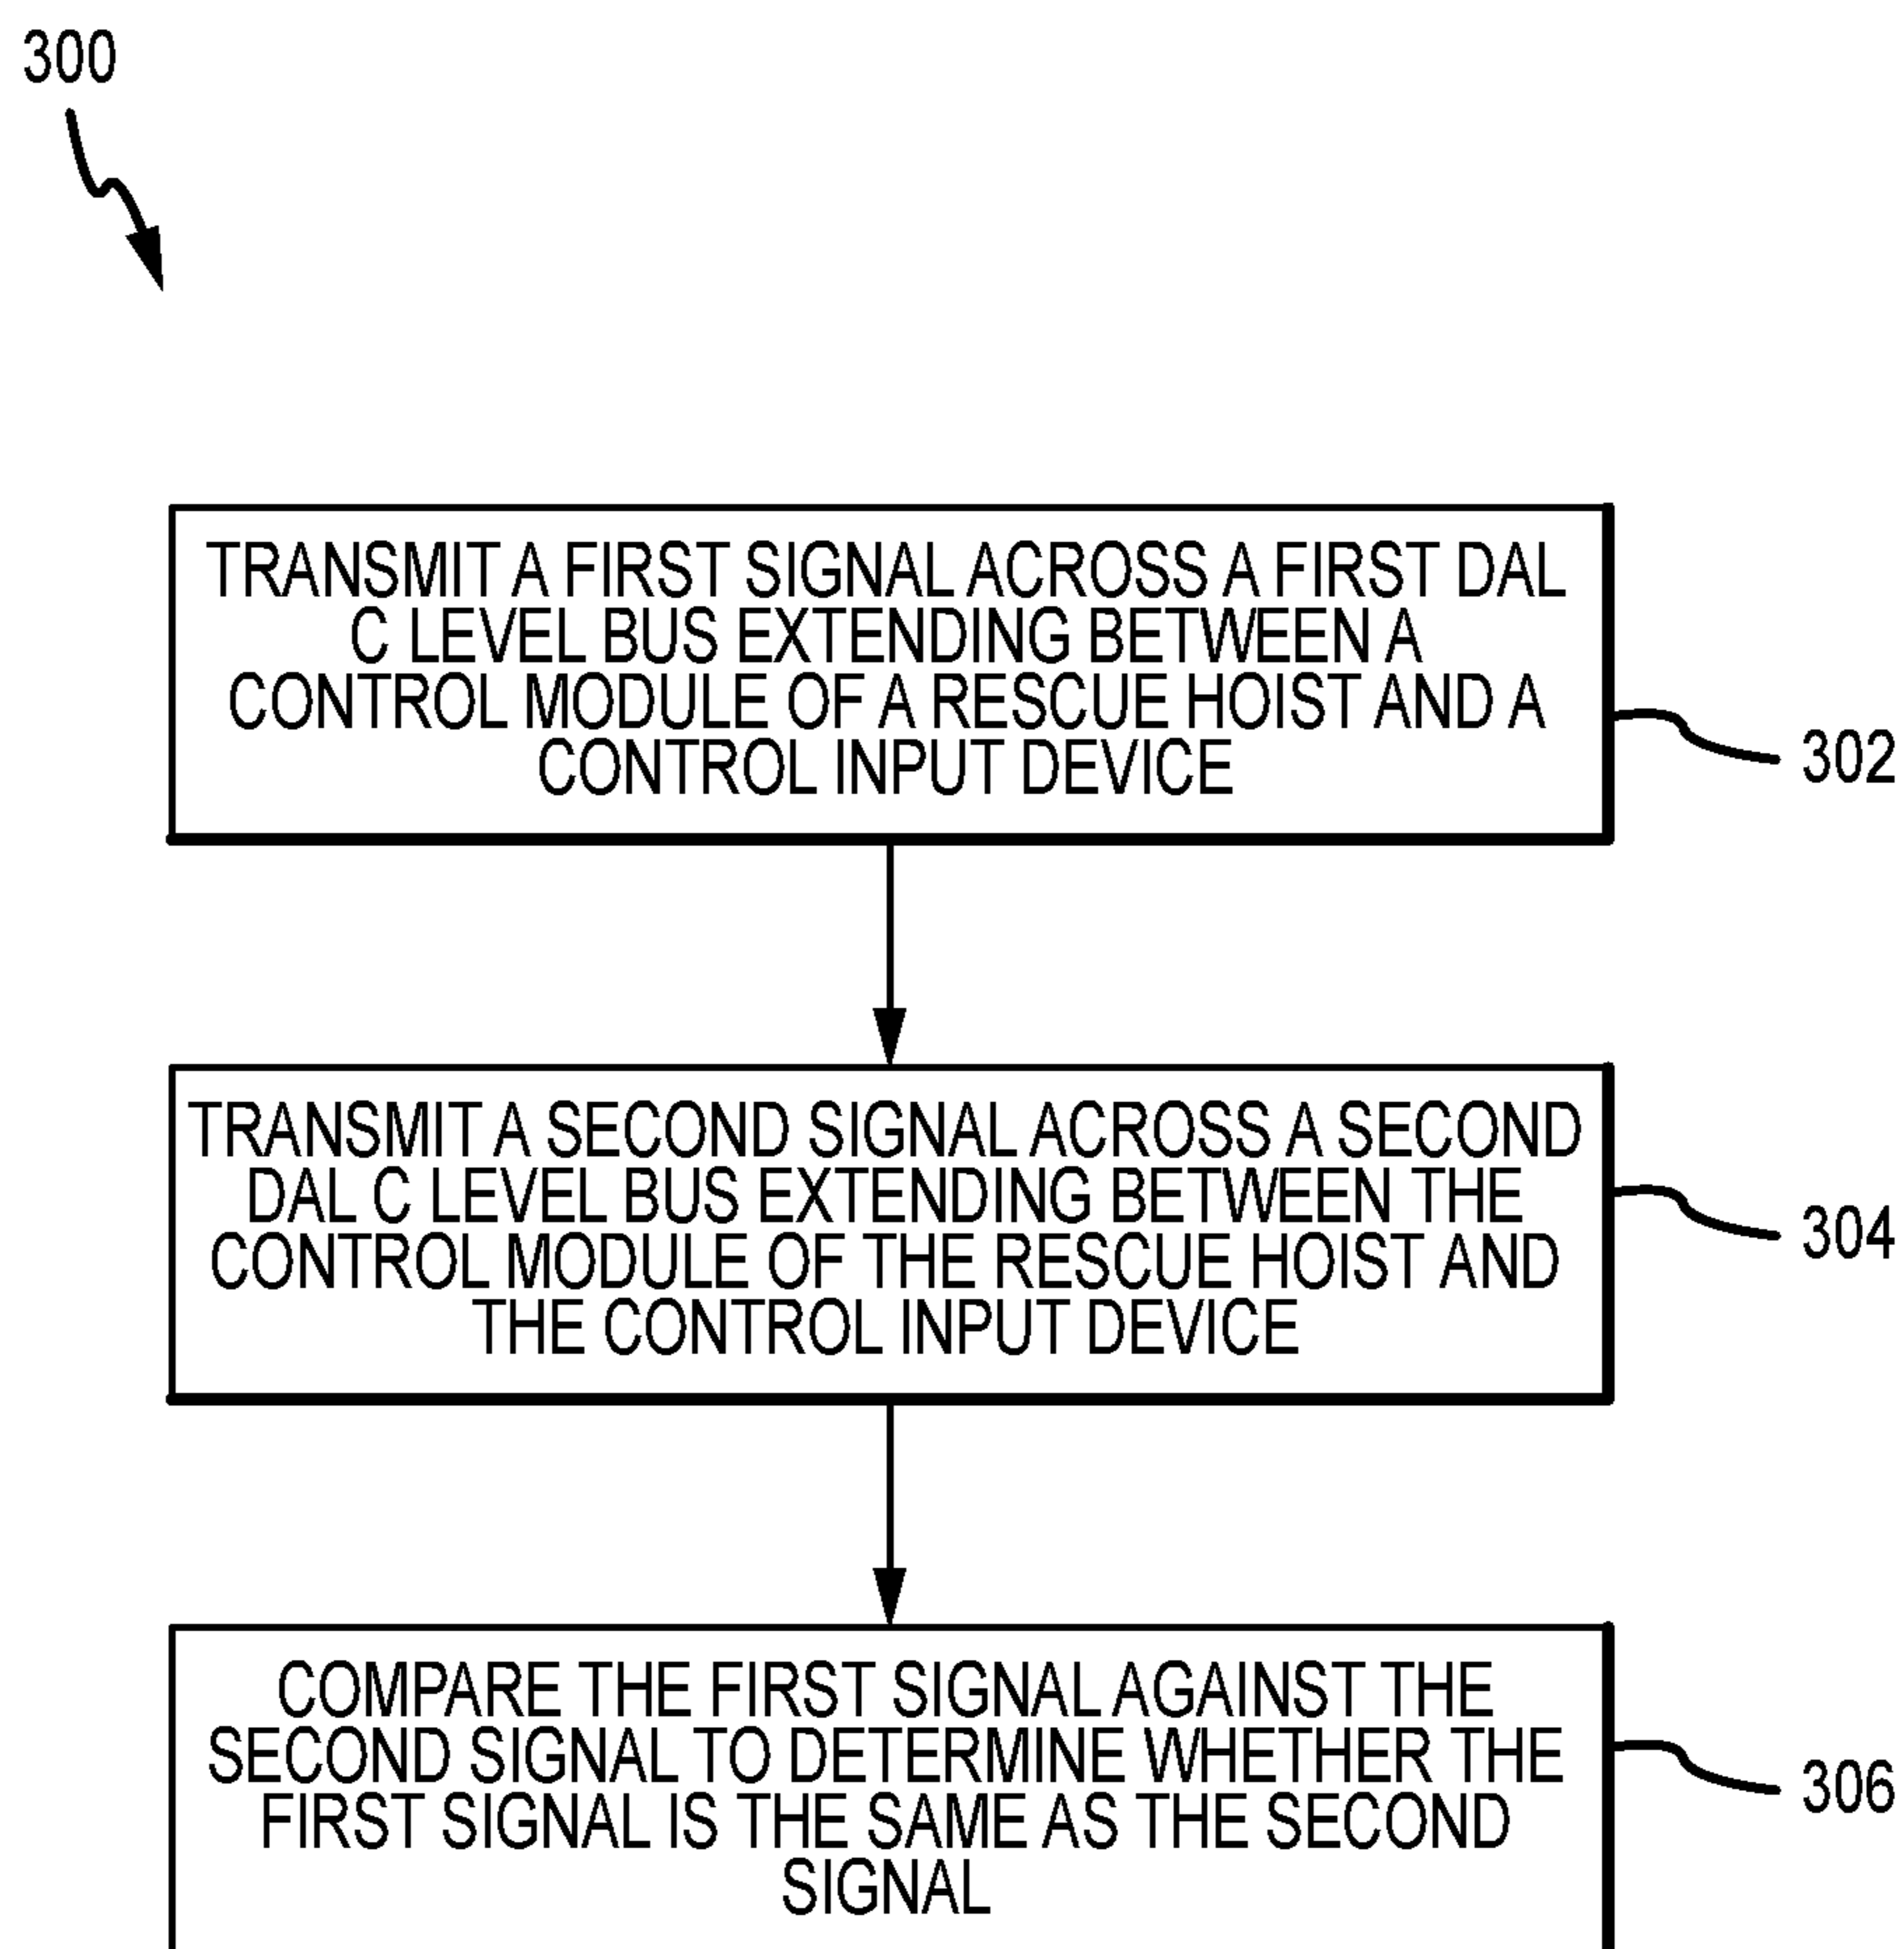 300
TRANSMIT A FIRST SIGNAL ACROSS A FIRST DAL
C LEVEL BUS EXTENDING BETWEEN A
CONTROL MODULE OF A RESCUE HOIST AND A
CONTROL INPUT DEVICE
302
TRANSMIT A SECOND SIGNAL ACROSS A SECOND
DAL C LEVEL BUS EXTENDING BETWEEN THE
CONTROL MODULE OF THE RESCUE HOIST AND
THE CONTROL INPUT DEVICE
304
COMPARE THE FIRST SIGNAL AGAINST THE
SECOND SIGNAL TO DETERMINE WHETHER THE
FIRST SIGNAL IS THE SAME AS THE SECOND
SIGNAL
306